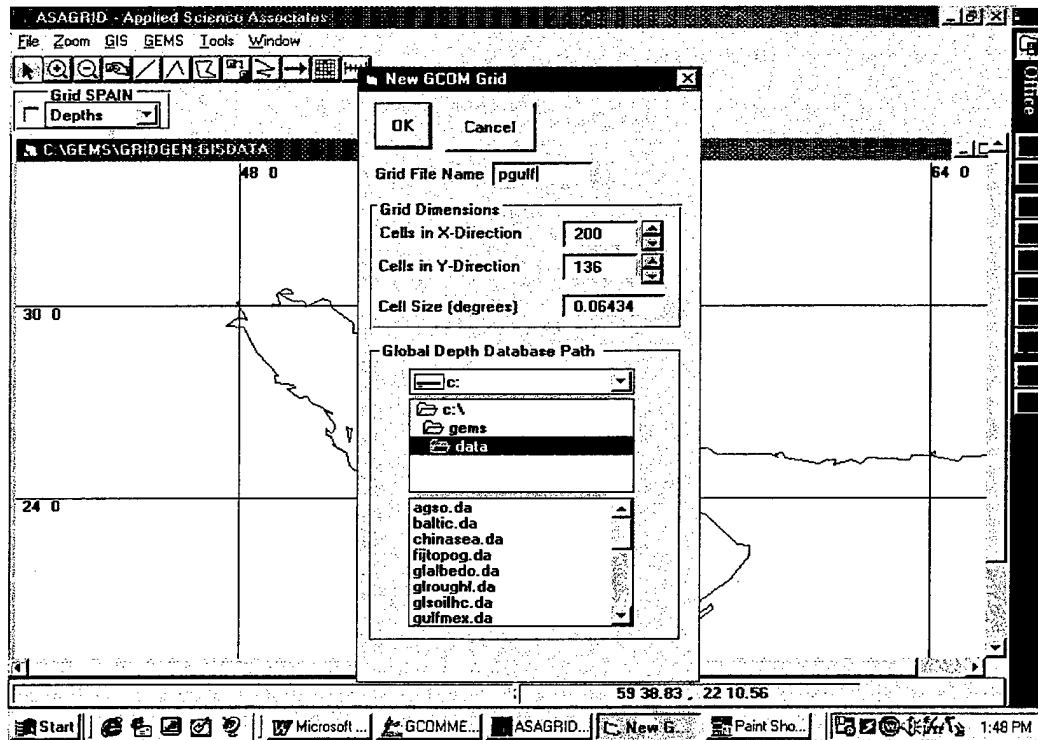 ASAGRID - Applied Science Associates
File Zoom GIS GEMS Tools Window
Grid SPAIN
Depths
C:\GEMS\GRIDGEN.GISDATA
48 0
64 0
30 0
24 0
New GCOM Grid
OK Cancel
Grid File Name pgulf
Grid Dimensions
Cells in X-Direction 200
Cells in Y-Direction 136
Cell Size (degrees) 0.06434
Global Depth Database Path
c:
c:\
gems
data
agso.da
baltic.da
chinasea.da
fijtopog.da
glalbedo.da
glroughl.da
glsoilhc.da
gulfmex.da
59 38.83 , 22 10.56
Office
Start Microsoft ... GCOMME... ASAGRID... New G... Paint Sho... 1:48 PM